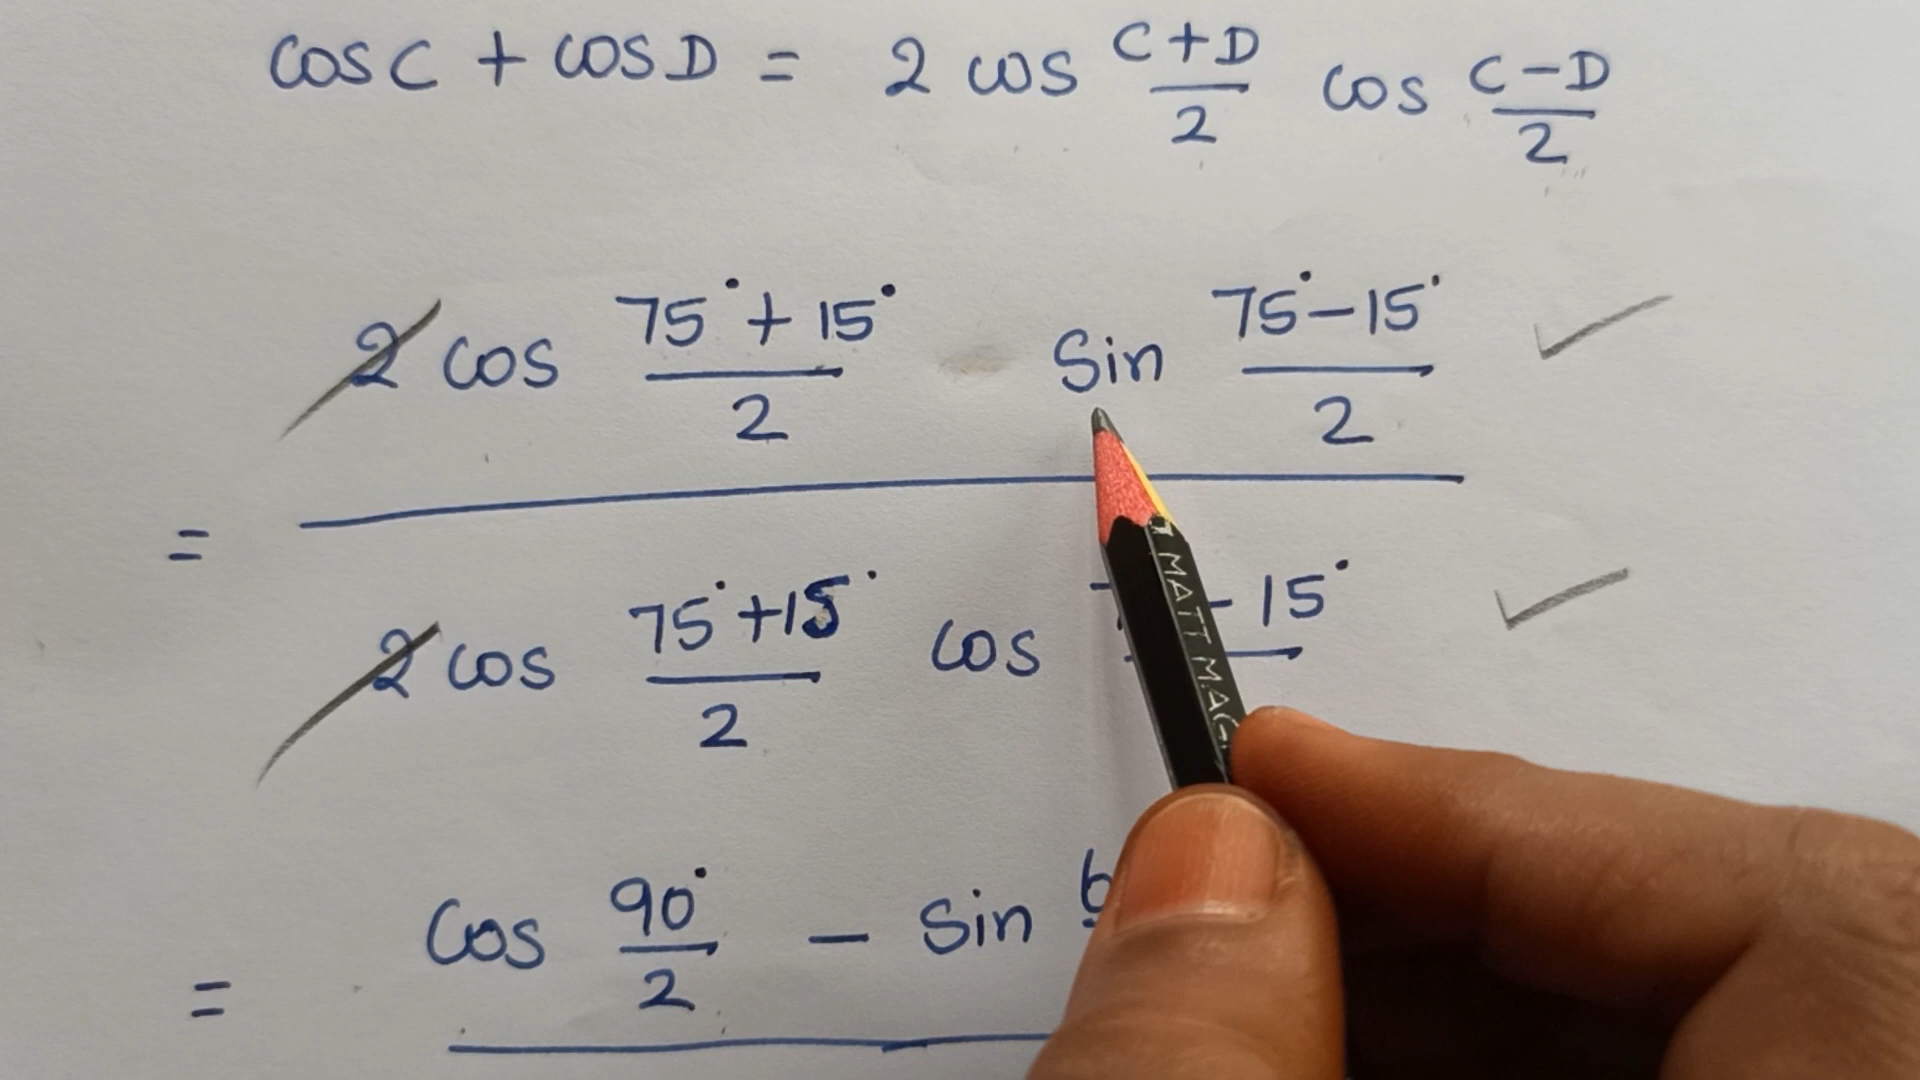 cos C + cos D = 2 cos C+D/2 cos C-D/2
2 cos 75°+15°/2 Sin 75°-15°/2
=
2 cos 75°+15°/2 cos - 15°
= Cos 90°/2 - Sin
MATT MAG